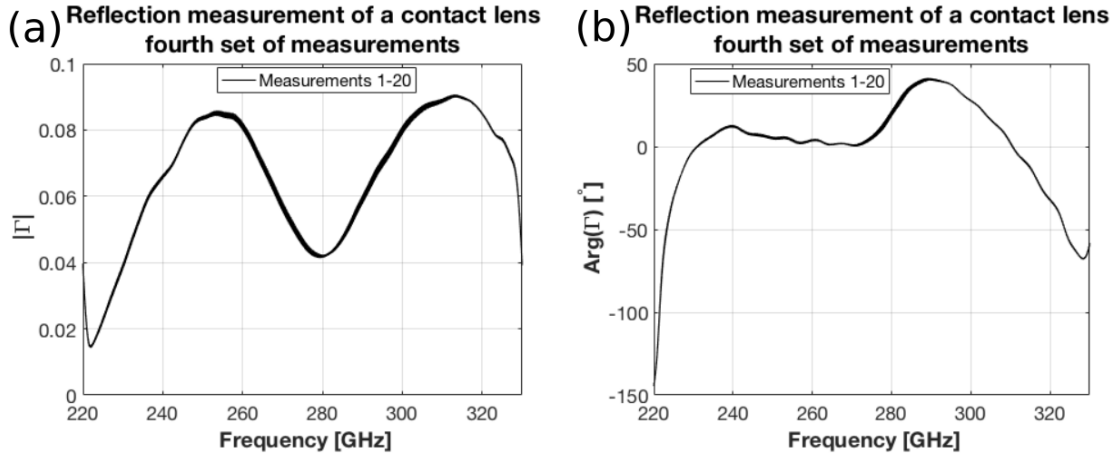 (a) Reflection measurement of a contact lens
fourth set of measurements
Measurements 1-20
0.1
0.08
0.06
0.04
0.02
0
|Γ|
220 240 260 280 300 320
Frequency [GHz]
(b) Reflection measurement of a contact lens
fourth set of measurements
Measurements 1-20
50
0
-50
-100
-150
Arg(Γ) [°]
220 240 260 280 300 320
Frequency [GHz]